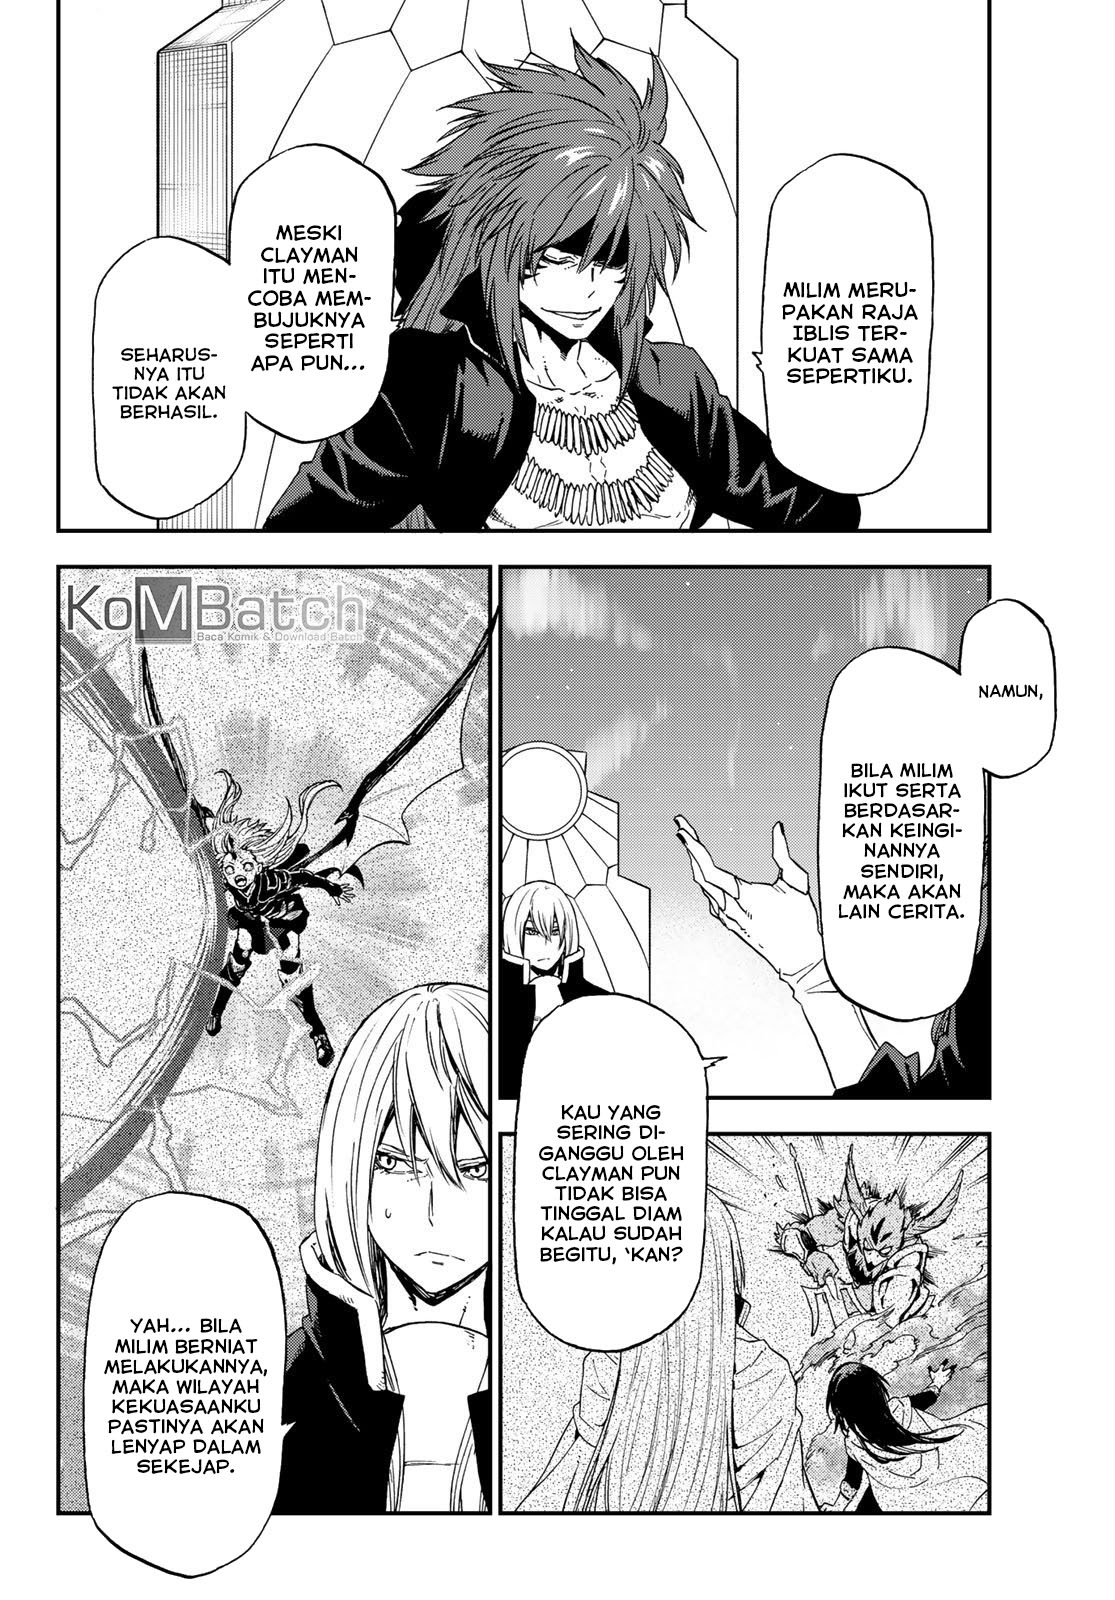 MILIM MERU-
PAKAN RAJA
IBLIS TER-
KUAT SAMA
SEPERTIKU.
MESKI
CLAYMAN
ITU MEN-
COBA MEM-
BUJUKNYA
SEPERTI
APA PUN...
SEHARUS-
NYA ITU
TIDAK AKAN
BERHASIL.
NAMUN,
BILA MILIM
IKUT SERTA
BERDASAR-
KAN KEINGI-
NANNYA
SENDIRI,
MAKA AKAN
LAIN CERITA.
KAU YANG
SERING DI-
GANGGU OLEH
CLAYMAN PUN
TIDAK BISA
TINGGAL DIAM
KALAU SUDAH
BEGITU, 'KAN?
KoMBatch
Baca Komik & Download Batch
YAH... BILA
MILIM BERNIAT
MELAKUKANNYA,
MAKA WILAYAH
KEKUASAANKU
PASTINYA AKAN
LENYAP DALAM
SEKEJAP.